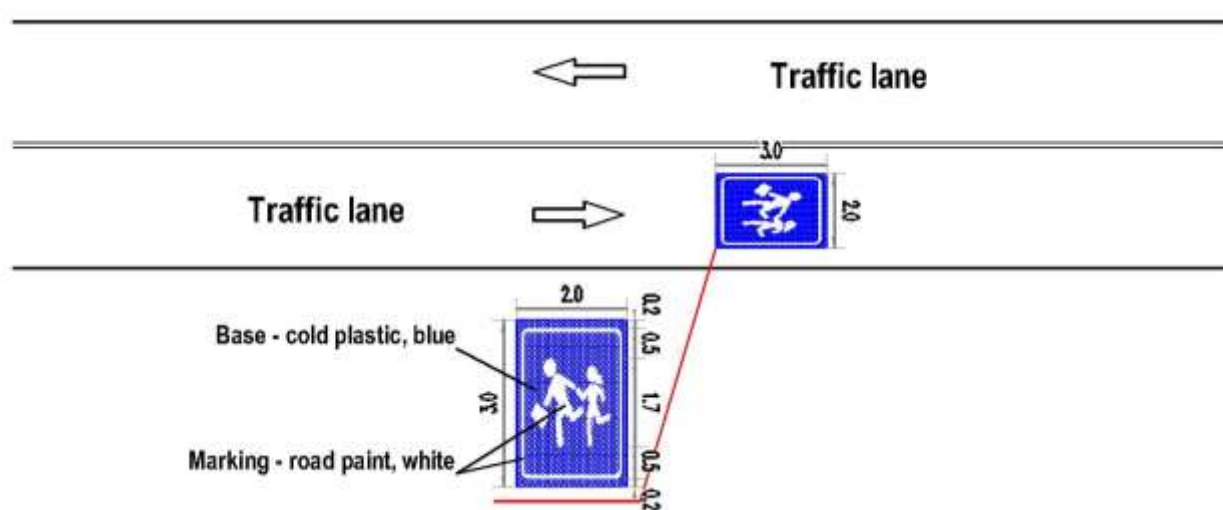 Traffic lane
3.0
Traffic lane
2.0
2.0
0.2
Base - cold plastic, blue
0.5
3.0
1.7
Marking - road paint, white
0.5
0.2